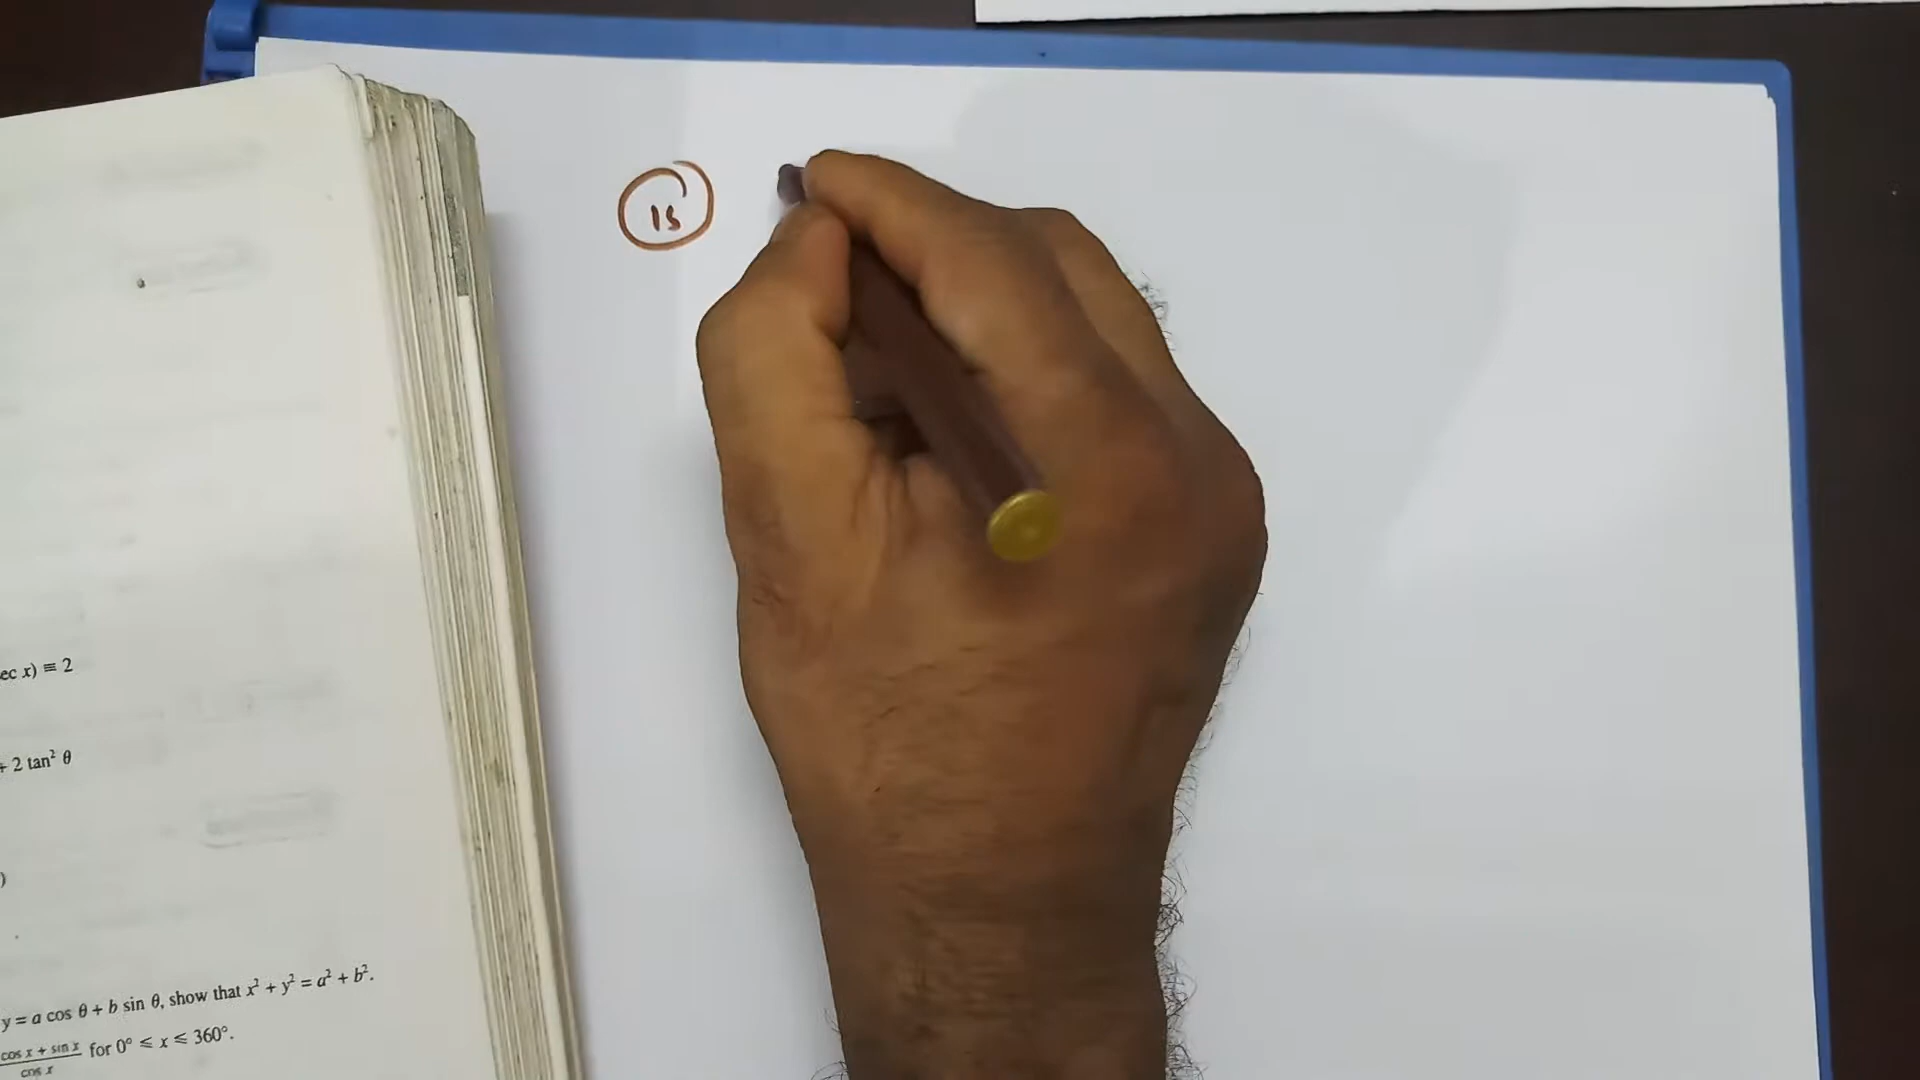 15
ec x) ≡ 2
+ 2 tan² θ
)
y = a cos θ + b sin θ, show that x² + y² = a² + b².
cos x + sin x / cos x for 0° ⩽ x ⩽ 360°.